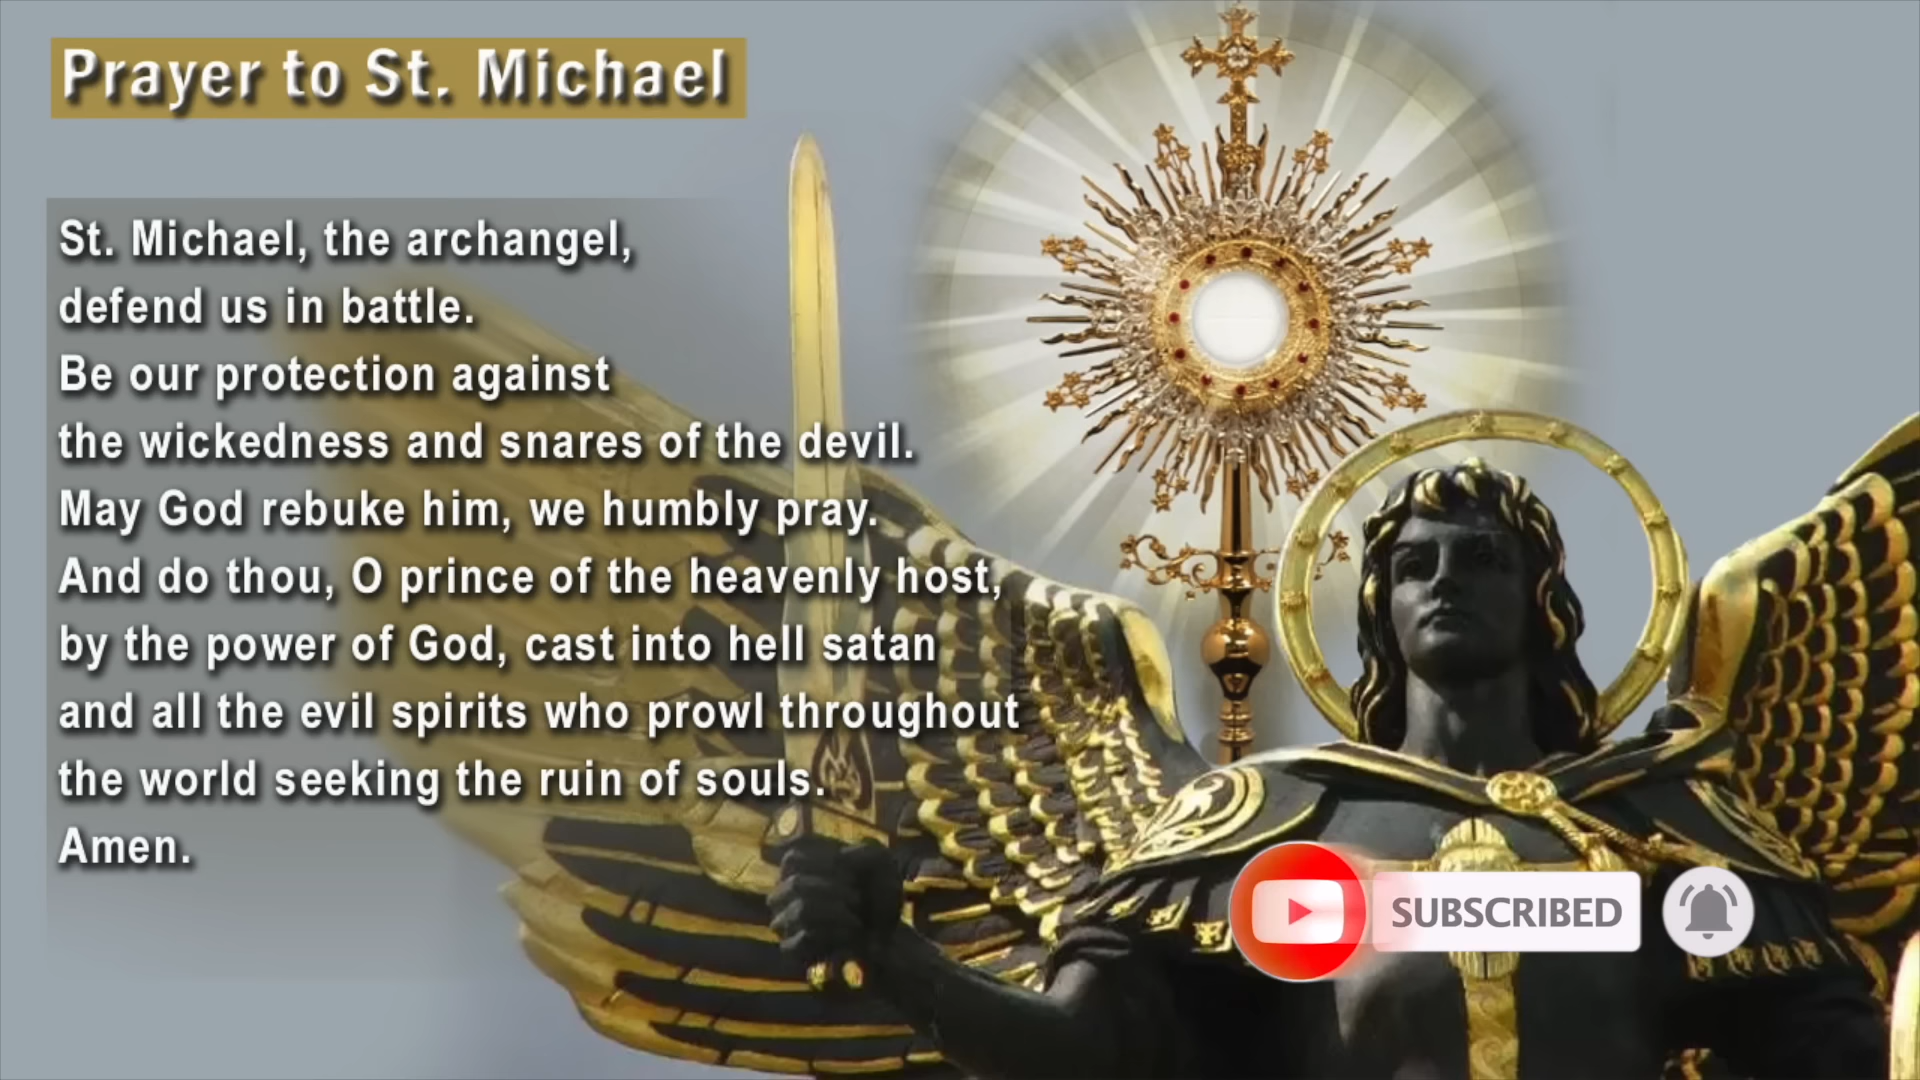 Prayer to St. Michael
St. Michael, the archangel,
defend us in battle.
Be our protection against
the wickedness and snares of the devil.
May God rebuke him, we humbly pray.
And do thou, O prince of the heavenly host,
by the power of God, cast into hell satan
and all the evil spirits who prowl throughout
the world seeking the ruin of souls.
Amen.
SUBSCRIBED